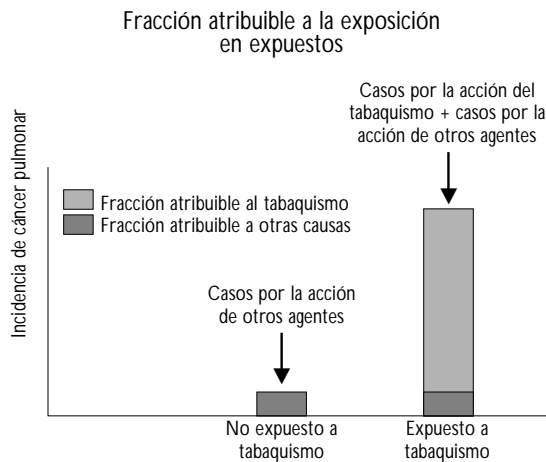 Fracción atribuible a la exposición
en expuestos
Casos por la acción del
tabaquismo + casos por la
acción de otros agentes
Incidencia de cáncer pulmonar
Fracción atribuible al tabaquismo
Fracción atribuible a otras causas
Casos por la acción
de otros agentes
No expuesto a
tabaquismo
Expuesto a
tabaquismo